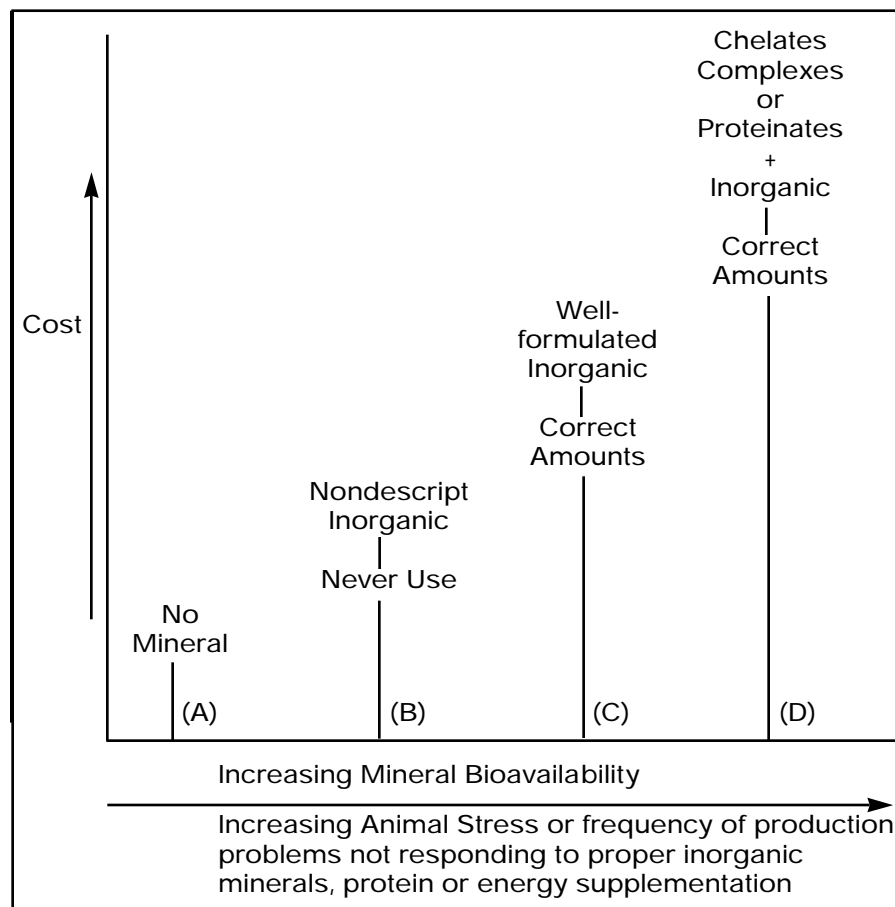 Chelates
Complexes
or
Proteinates
+
Inorganic
Correct
Amounts
Cost
Well-
formulated
Inorganic
Correct
Amounts
Nondescript
Inorganic
Never Use
No
Mineral
(A)
(B)
(C)
(D)
Increasing Mineral Bioavailability
Increasing Animal Stress or frequency of production
problems not responding to proper inorganic
minerals, protein or energy supplementation